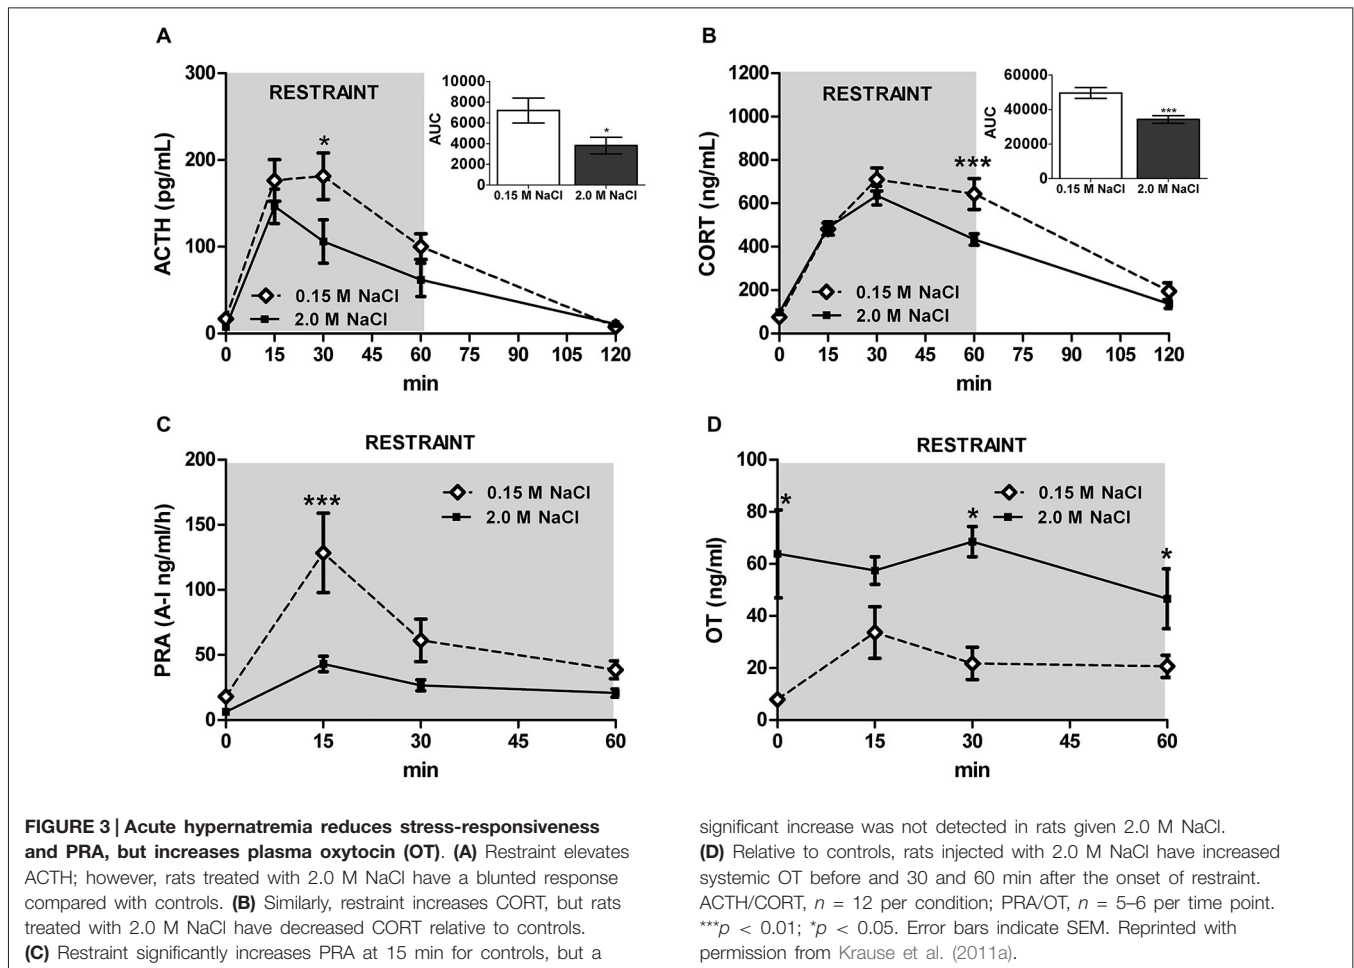 A
ACTH (pg/mL)
300
200
100
0
RESTRAINT
*
0.15 M NaCl
2.0 M NaCl
0 15 30 45 60 75 90 105 120
min
AUC
10000
8000
6000
4000
2000
0
*
0.15 M NaCl 2.0 M NaCl
B
CORT (ng/mL)
1200
1000
800
600
400
200
0
RESTRAINT
***
0.15 M NaCl
2.0 M NaCl
0 15 30 45 60 75 90 105 120
min
AUC
60000
40000
20000
0
***
0.15 M NaCl 2.0 M NaCl
C
RESTRAINT
PRA (A-I ng/ml/h)
200
150
100
50
0
***
0.15 M NaCl
2.0 M NaCl
0 15 30 45 60
min
D
RESTRAINT
OT (ng/ml)
100
80
60
40
20
0
*
*
*
0.15 M NaCl
2.0 M NaCl
0 15 30 45 60
min
FIGURE 3 | Acute hypernatremia reduces stress-responsiveness
and PRA, but increases plasma oxytocin (OT). (A) Restraint elevates
ACTH; however, rats treated with 2.0 M NaCl have a blunted response
compared with controls. (B) Similarly, restraint increases CORT, but rats
treated with 2.0 M NaCl have decreased CORT relative to controls.
(C) Restraint significantly increases PRA at 15 min for controls, but a
significant increase was not detected in rats given 2.0 M NaCl.
(D) Relative to controls, rats injected with 2.0 M NaCl have increased
systemic OT before and 30 and 60 min after the onset of restraint.
ACTH/CORT, n = 12 per condition; PRA/OT, n = 5–6 per time point.
***p < 0.01; *p < 0.05. Error bars indicate SEM. Reprinted with
permission from Krause et al. (2011a).